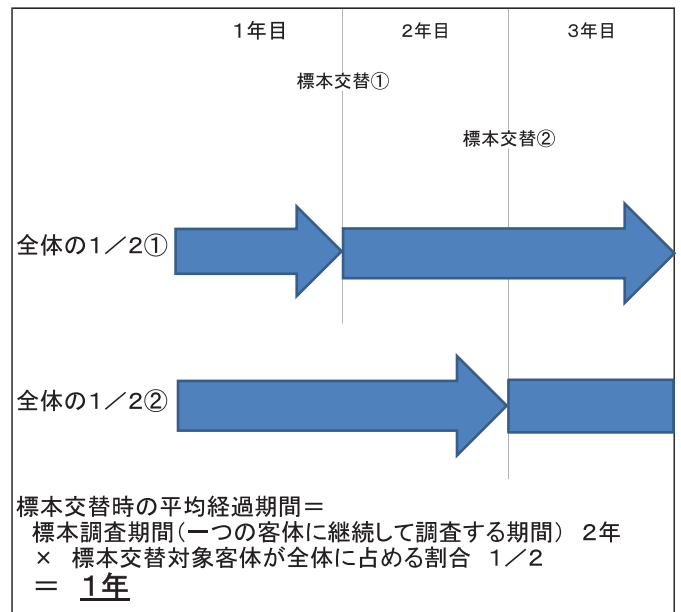 １年目 ２年目 ３年目
標本交替①
標本交替②
全体の１／２①
全体の１／２②
標本交替時の平均経過期間＝
標本調査期間（一つの客体に継続して調査する期間） ２年
× 標本交替対象客体が全体に占める割合 １／２
＝ １年